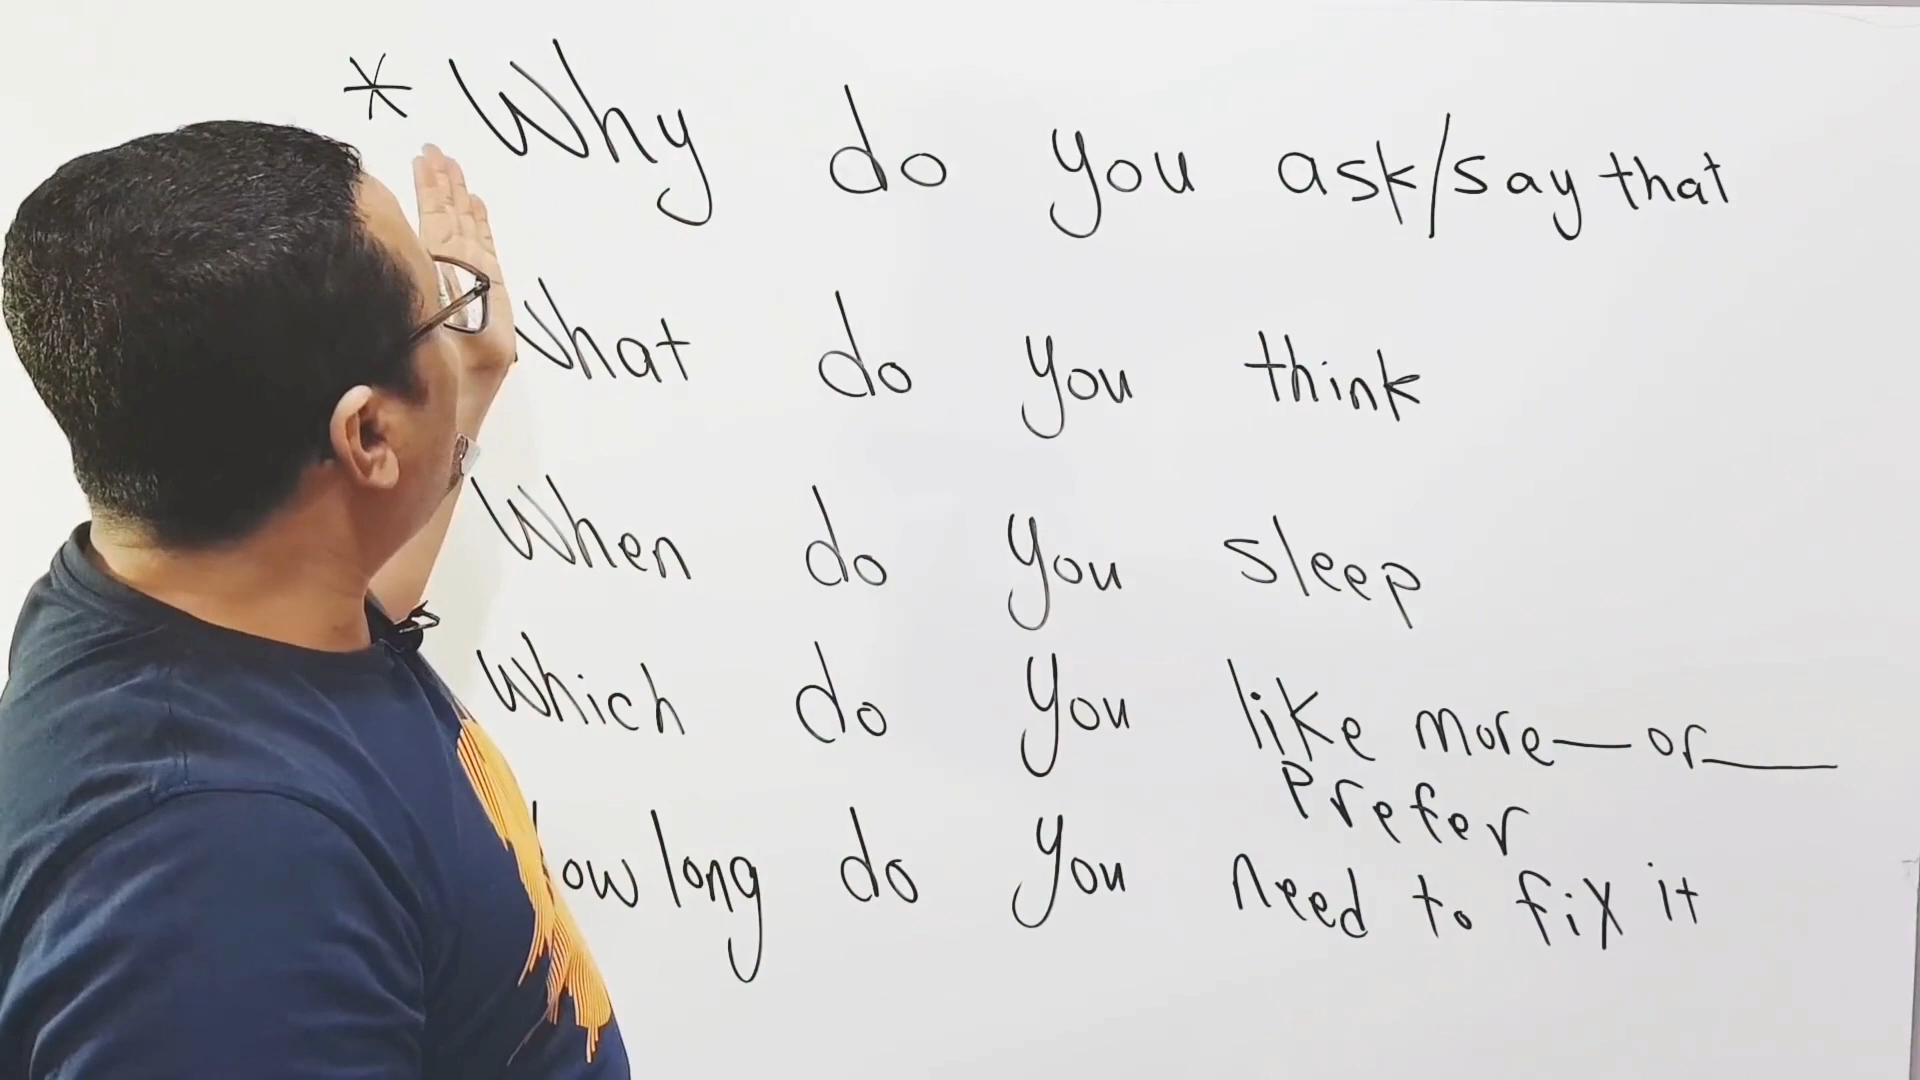 * Why do you ask/say that
What do you think
When do you sleep
Which do you like more — or ___
Prefer
How long do you need to fix it